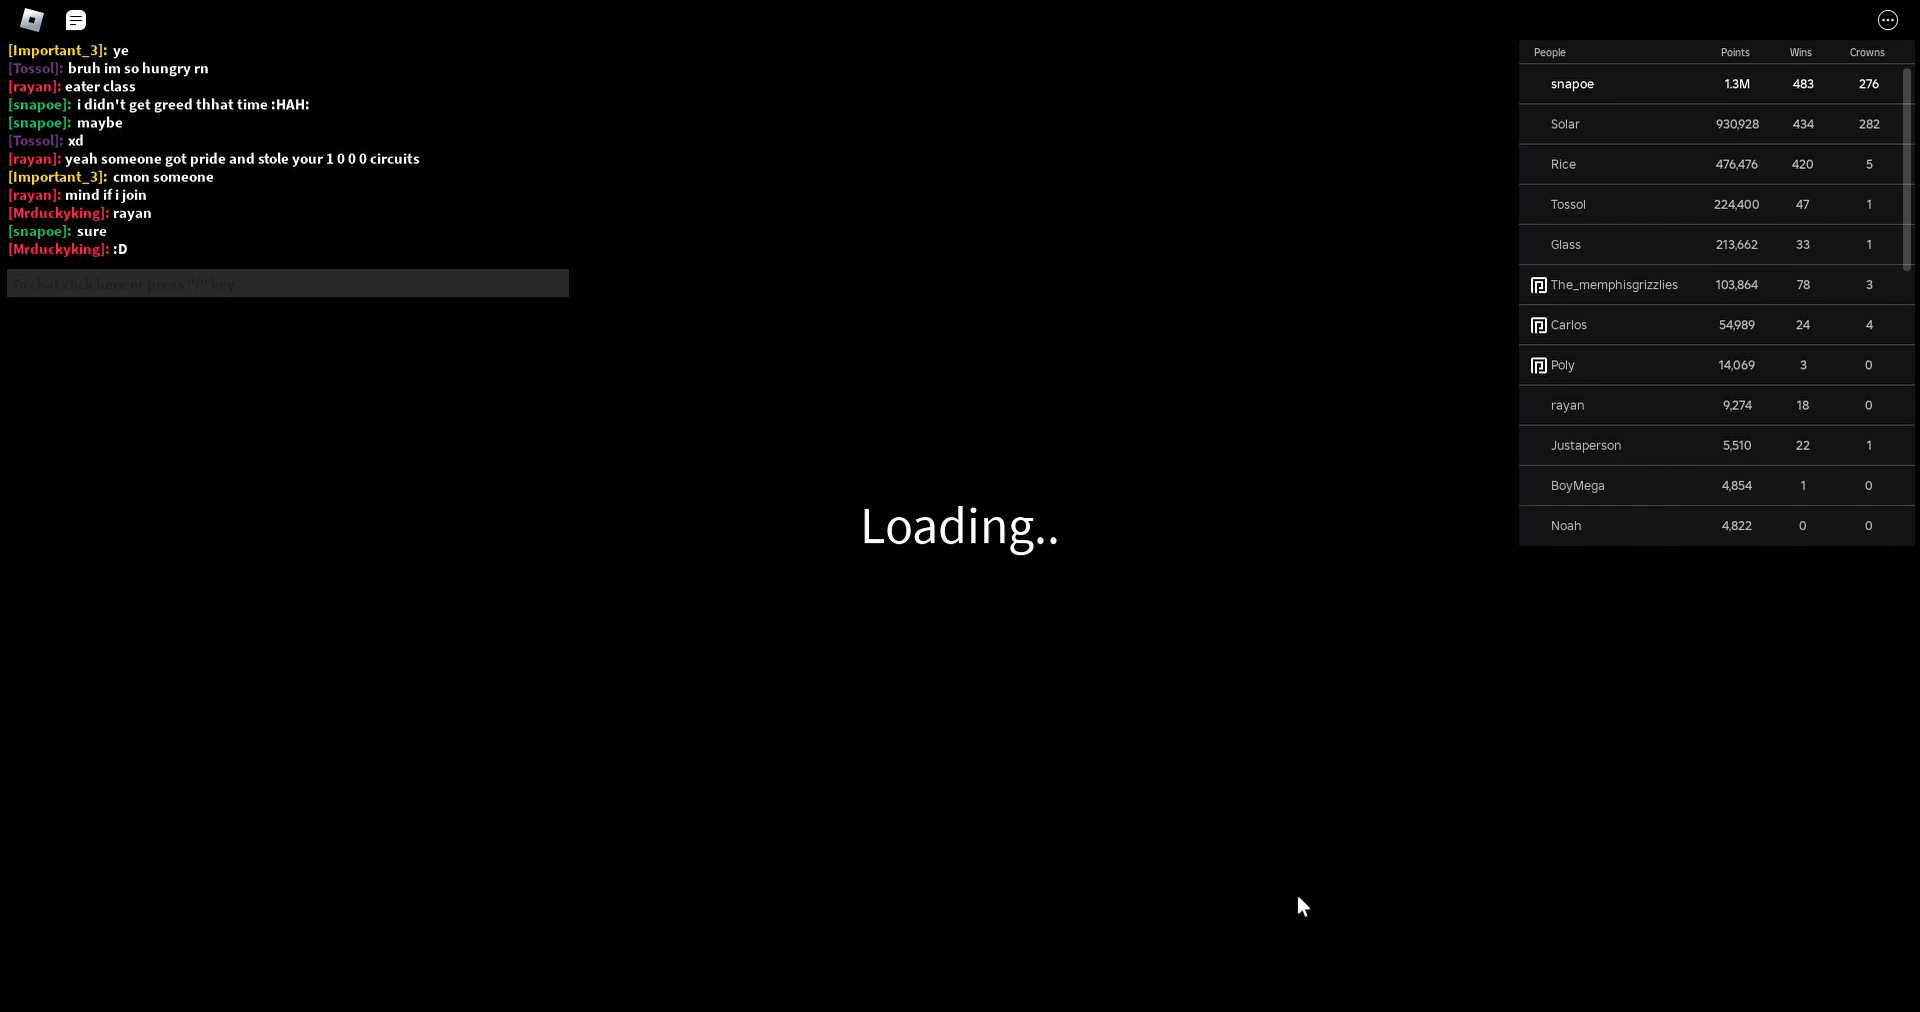 [Important_3]: ye
[Tossol]: bruh im so hungry rn
[rayan]: eater class
[snapoe]: i didn't get greed thhat time :HAH:
[snapoe]: maybe
[Tossol]: xd
[rayan]: yeah someone got pride and stole your 1 0 0 0 circuits
[Important_3]: cmon someone
[rayan]: mind if i join
[Mrduckyking]: rayan
[snapoe]: sure
[Mrduckyking]: :D
To chat click here or press "/" key
Loading..
People Points Wins Crowns
snapoe 1.3M 483 276
Solar 930,928 434 282
Rice 476,476 420 5
Tossol 224,400 47 1
Glass 213,662 33 1
The_memphisgrizzlies 103,864 78 3
Carlos 54,989 24 4
Poly 14,069 3 0
rayan 9,274 18 0
Justaperson 5,510 22 1
BoyMega 4,854 1 0
Noah 4,822 0 0